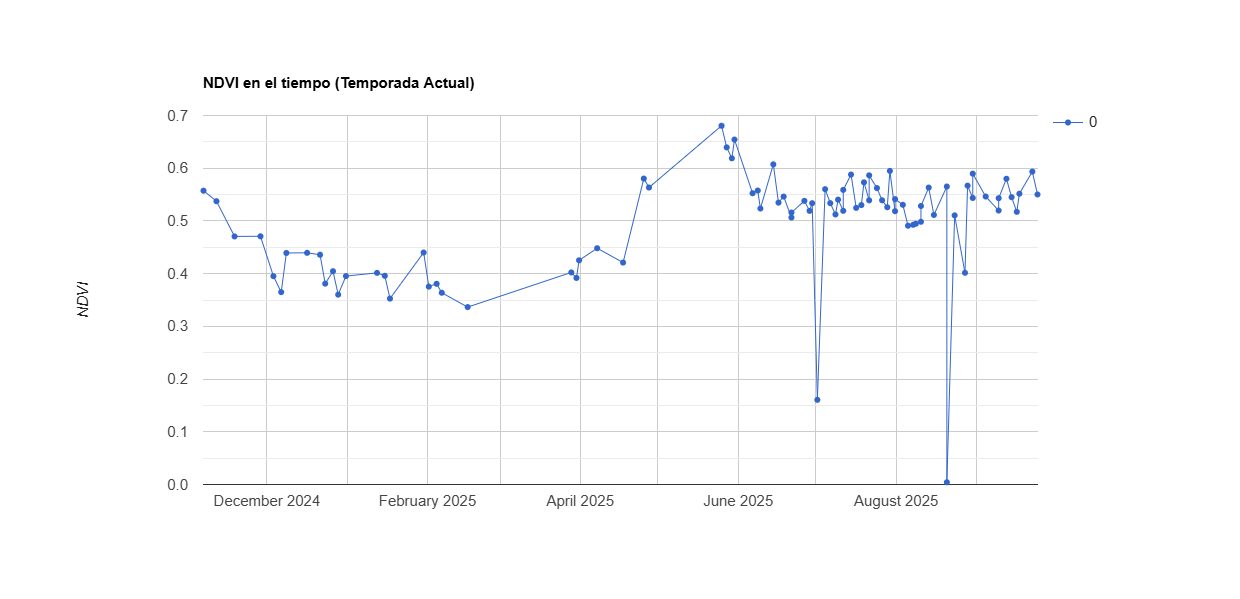 NDVI en el tiempo (Temporada Actual)
0
0.7
0.6
0.5
0.4
0.3
0.2
0.1
0.0
NDVI
December 2024
February 2025
April 2025
June 2025
August 2025